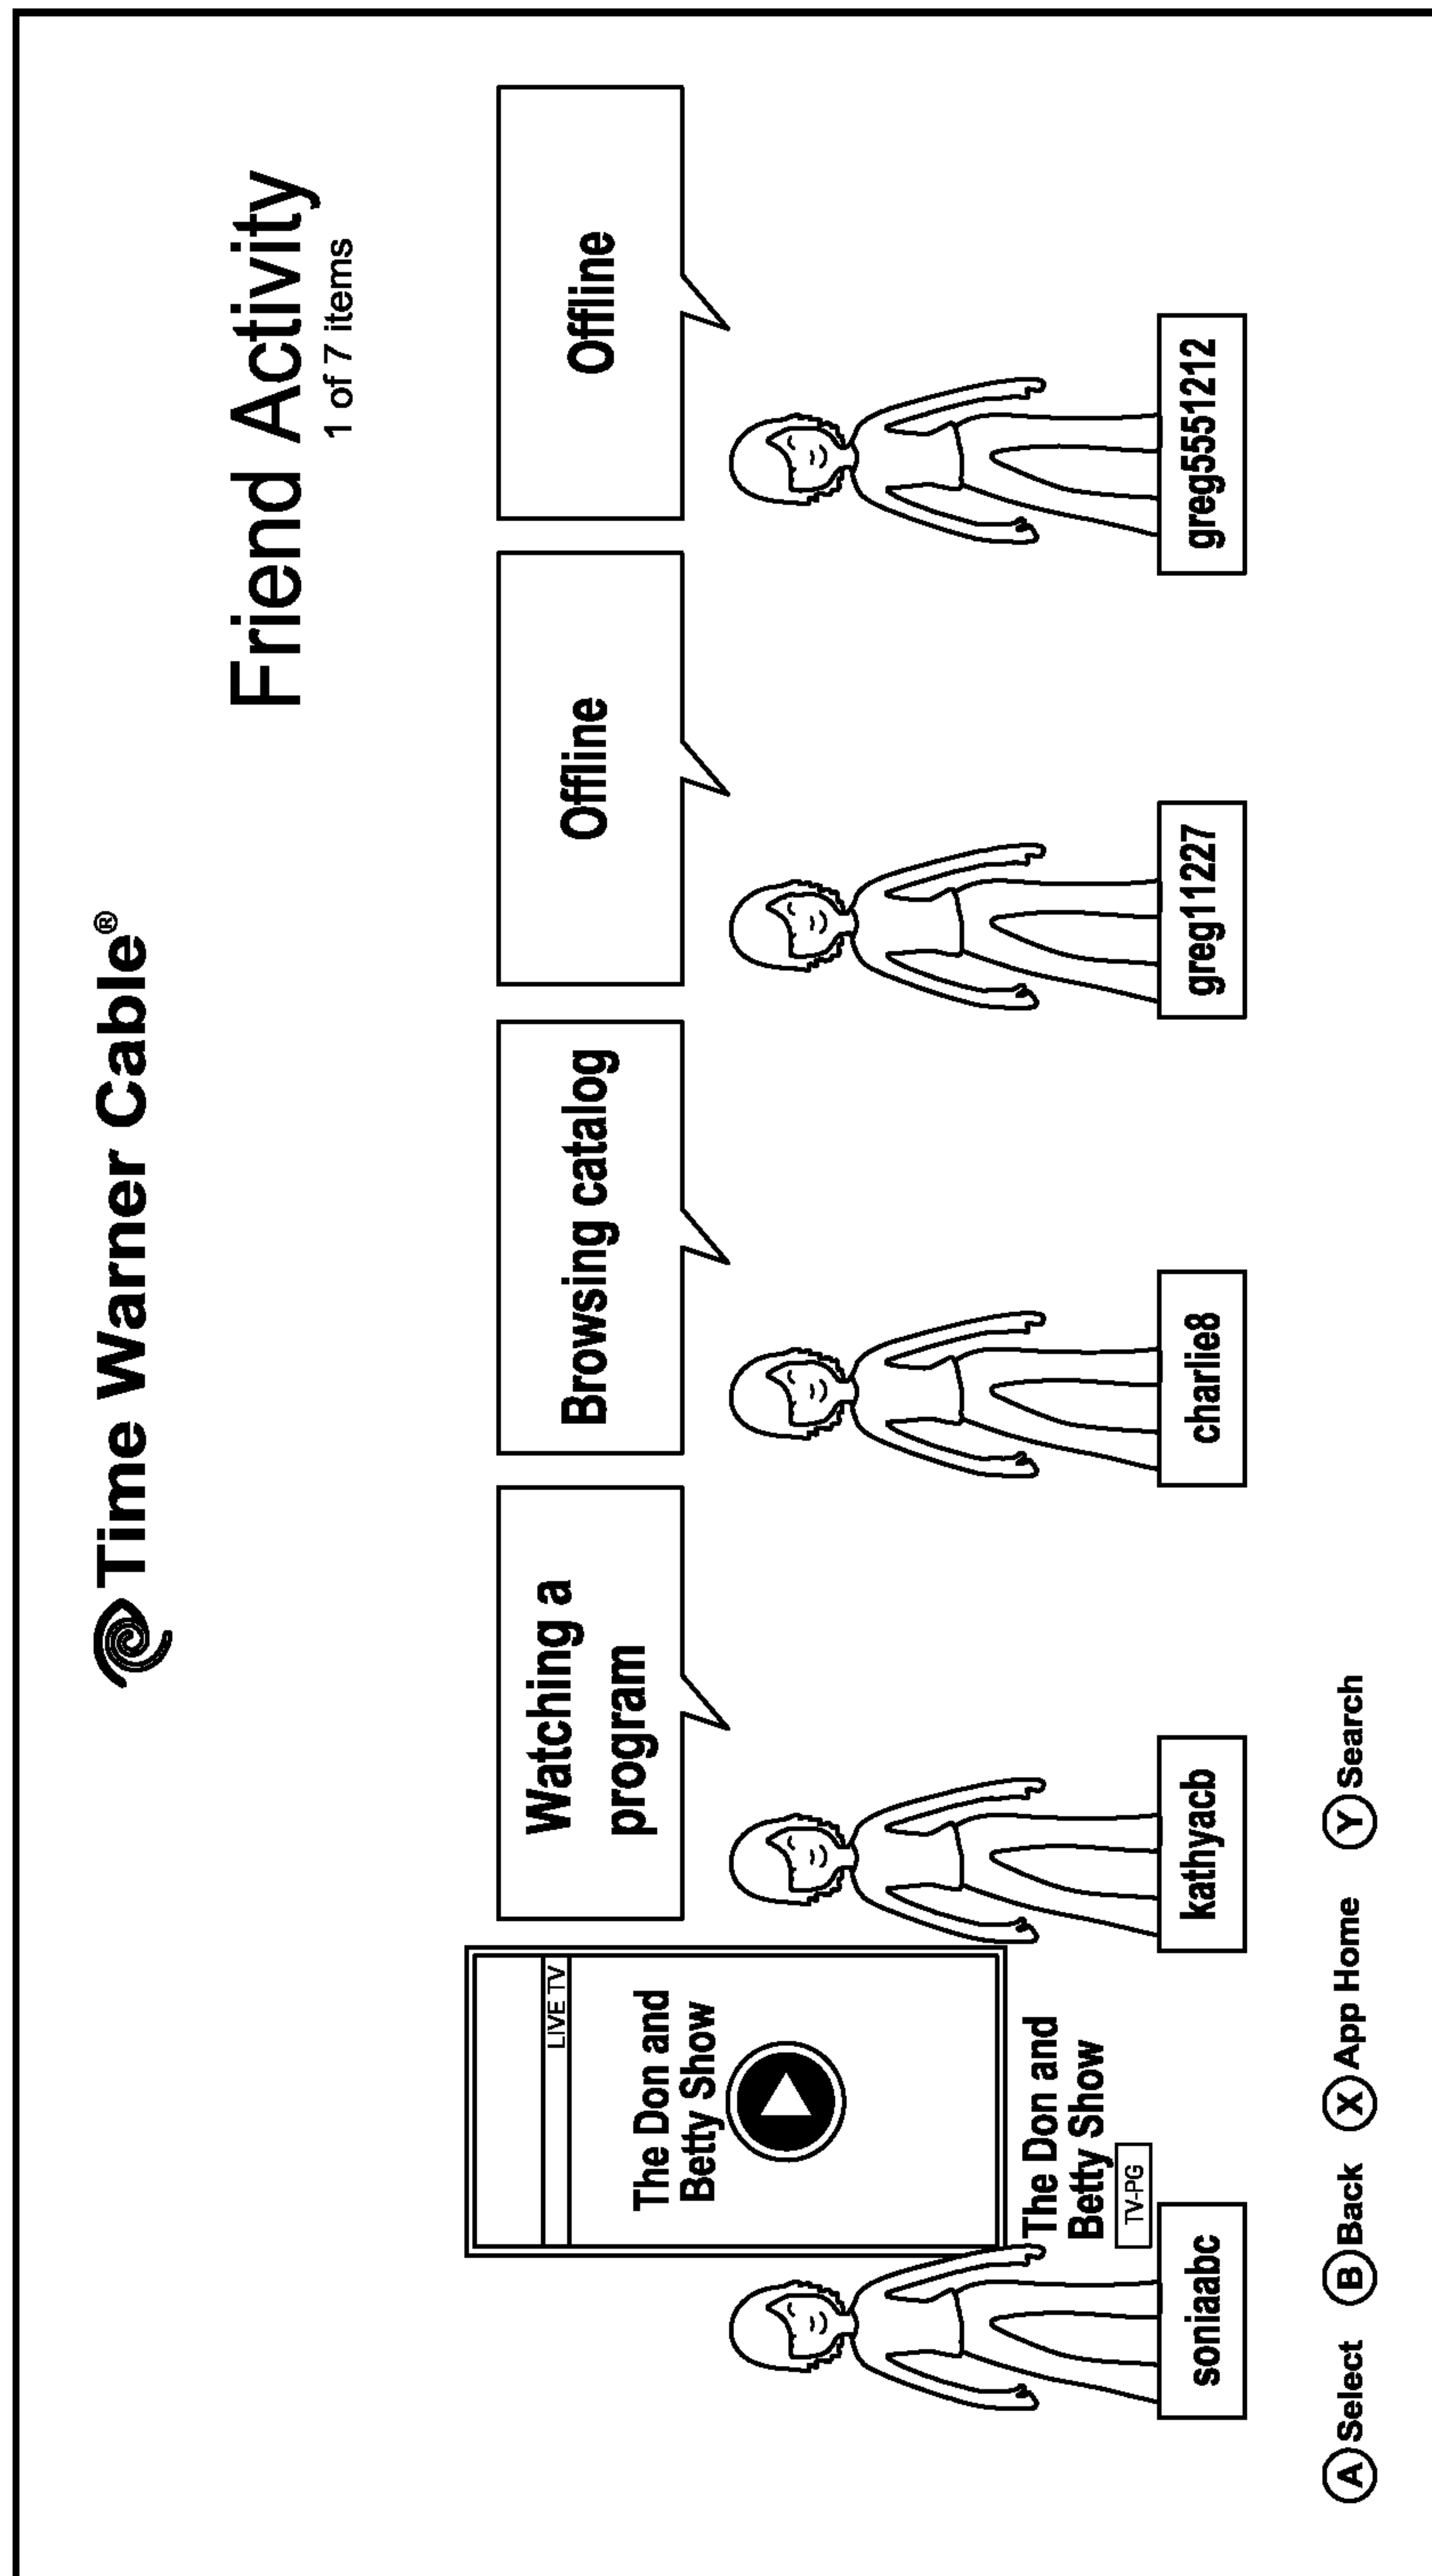 Time Warner Cable®
Friend Activity
1 of 7 items
LIVE TV
The Don and
Betty Show
Watching a
program
Browsing catalog
Offline
Offline
The Don and
Betty Show
TV-PG
soniaabc
kathyacb
charlie8
greg11227
greg5551212
A Select B Back X App Home Y Search